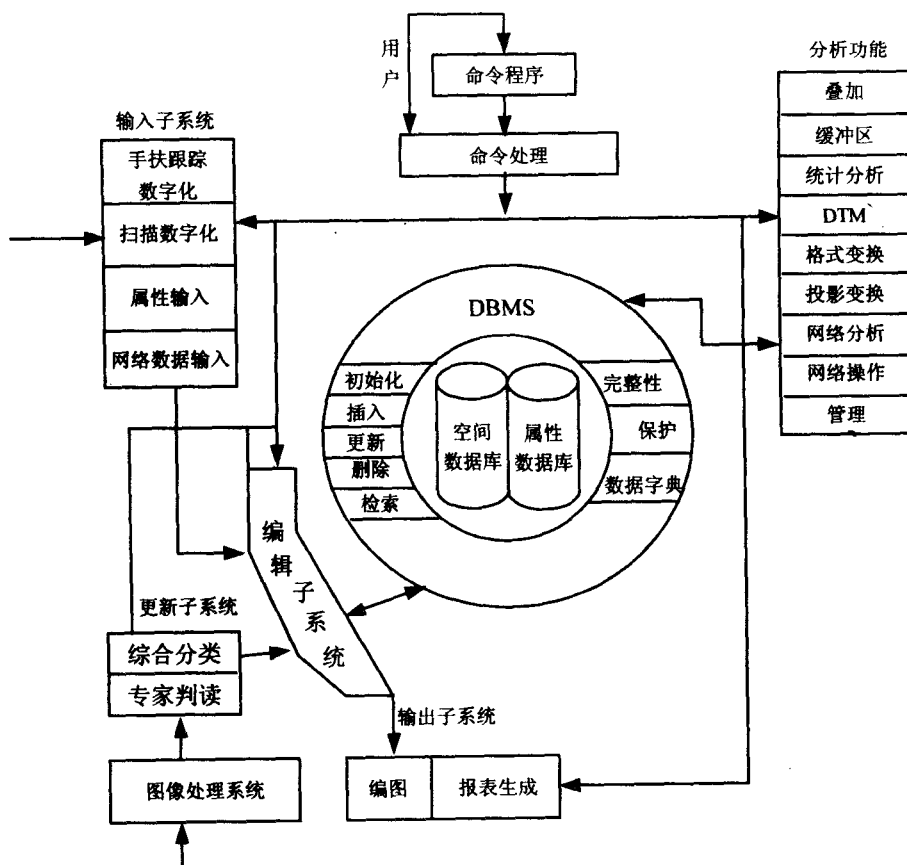 用户
命令程序
命令处理
输入子系统
手扶跟踪
数字化
扫描数字化
属性输入
网络数据输入
分析功能
叠加
缓冲区
统计分析
DTM
格式变换
投影变换
网络分析
网络操作
管理
DBMS
初始化
插入
更新
删除
检索
空间
数据库
属性
数据库
完整性
保护
数据字典
编辑子系统
更新子系统
综合分类
专家判读
图像处理系统
输出子系统
编图
报表生成